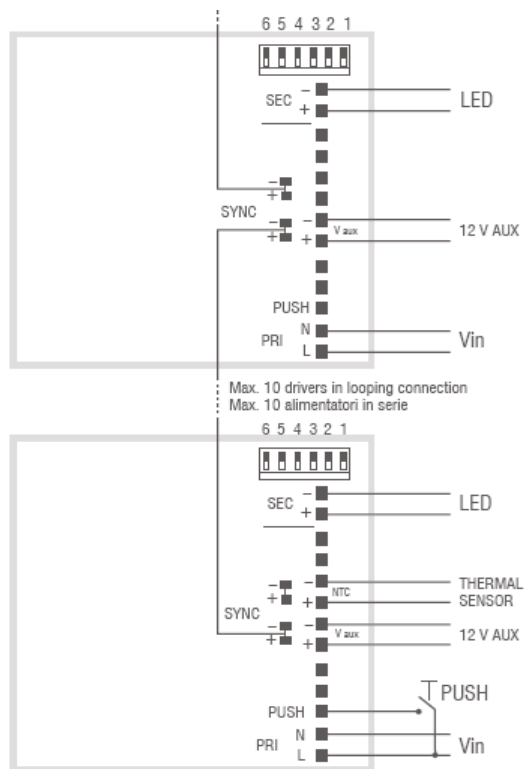 6 5 4 3 2 1
SEC - LED
+
-
+
SYNC
-
+
- V aux 12 V AUX
+
PUSH
N
PRI Vin
L
Max. 10 drivers in looping connection
Max. 10 alimentatori in serie
6 5 4 3 2 1
SEC - LED
+
- - NTC THERMAL
+ + SENSOR
SYNC
- - V aux 12 V AUX
+ +
PUSH PUSH
N
PRI Vin
L